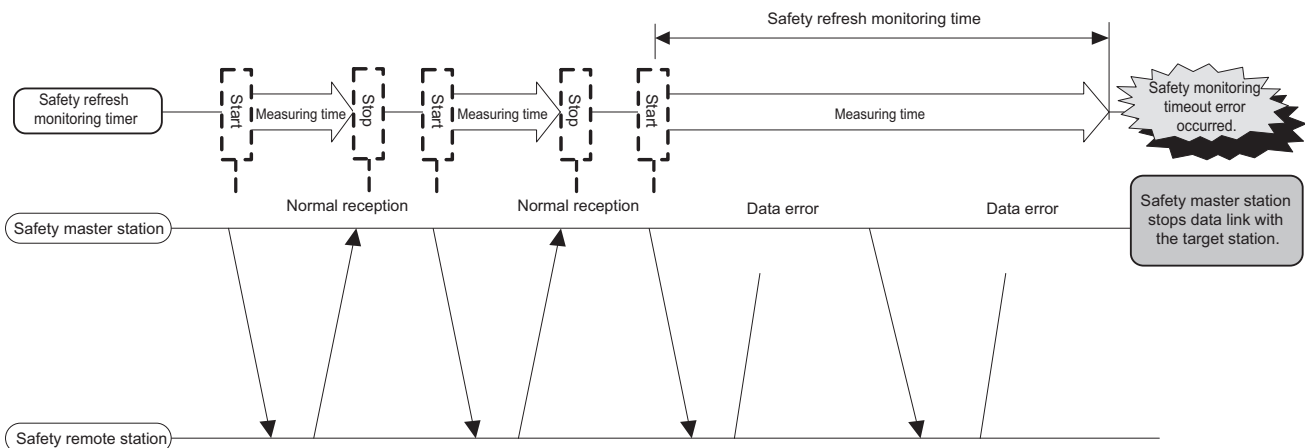 Safety refresh monitoring time
Safety refresh
monitoring timer
Start
Measuring time
Stop
Start
Measuring time
Stop
Start
Measuring time
Safety monitoring
timeout error
occurred.
Normal reception
Normal reception
Data error
Data error
Safety master station
Safety master station
stops data link with
the target station.
Safety remote station